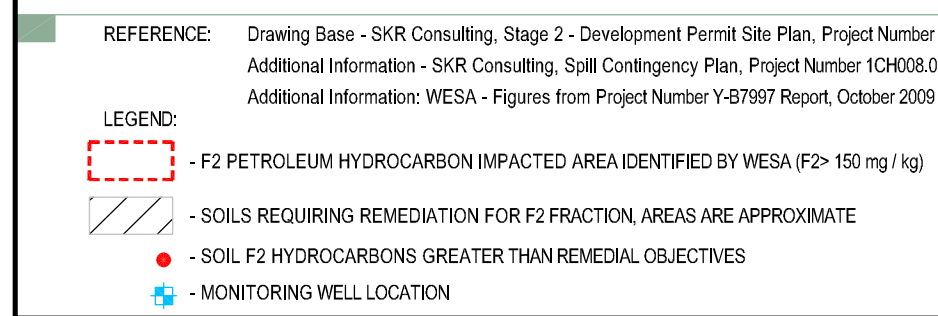 REFERENCE: Drawing Base - SKR Consulting, Stage 2 - Development Permit Site Plan, Project Number
Additional Information - SKR Consulting, Spill Contingency Plan, Project Number 1CH008.0
Additional Information: WESA - Figures from Project Number Y-B7997 Report, October 2009
LEGEND:
- F2 PETROLEUM HYDROCARBON IMPACTED AREA IDENTIFIED BY WESA (F2> 150 mg / kg)
- SOILS REQUIRING REMEDIATION FOR F2 FRACTION, AREAS ARE APPROXIMATE
- SOIL F2 HYDROCARBONS GREATER THAN REMEDIAL OBJECTIVES
- MONITORING WELL LOCATION